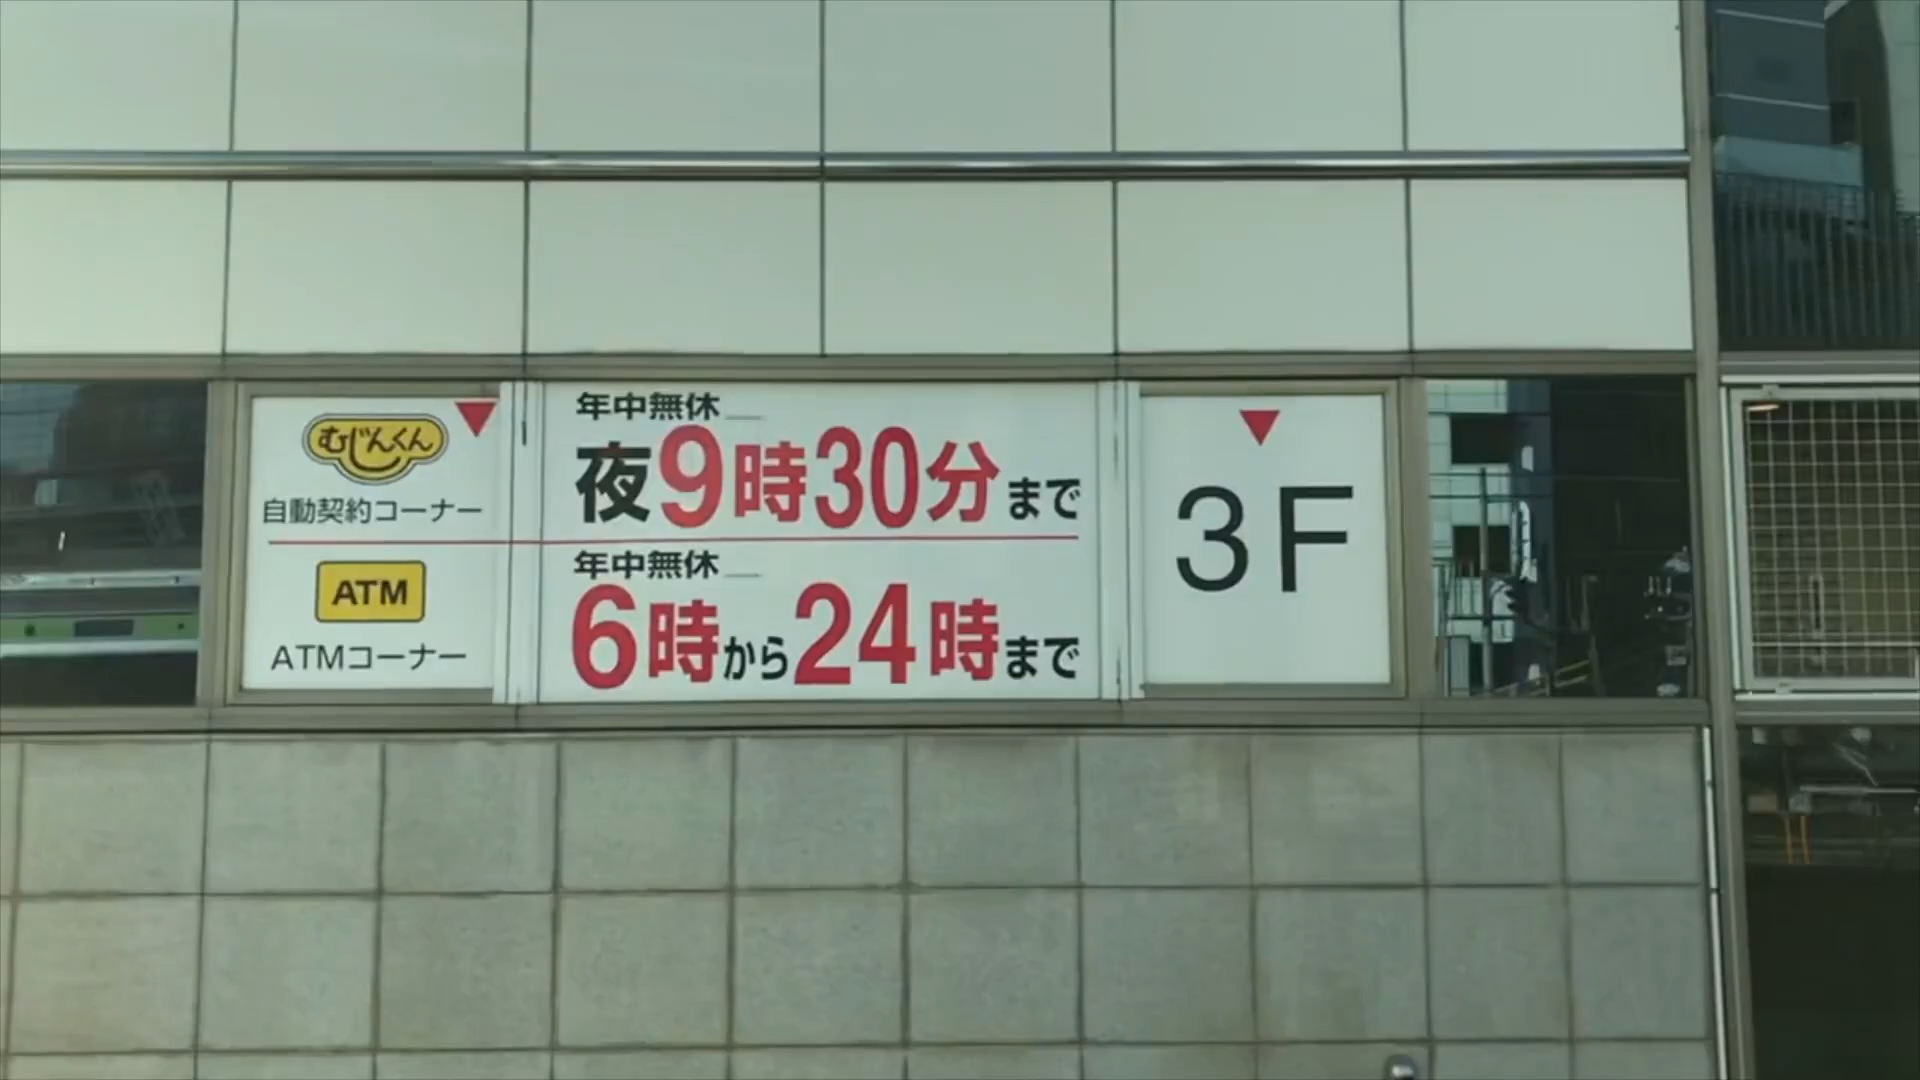 むじんくん
自動契約コーナー
ATM
ATMコーナー
年中無休
夜9時30分まで
年中無休
6時から24時まで
3F